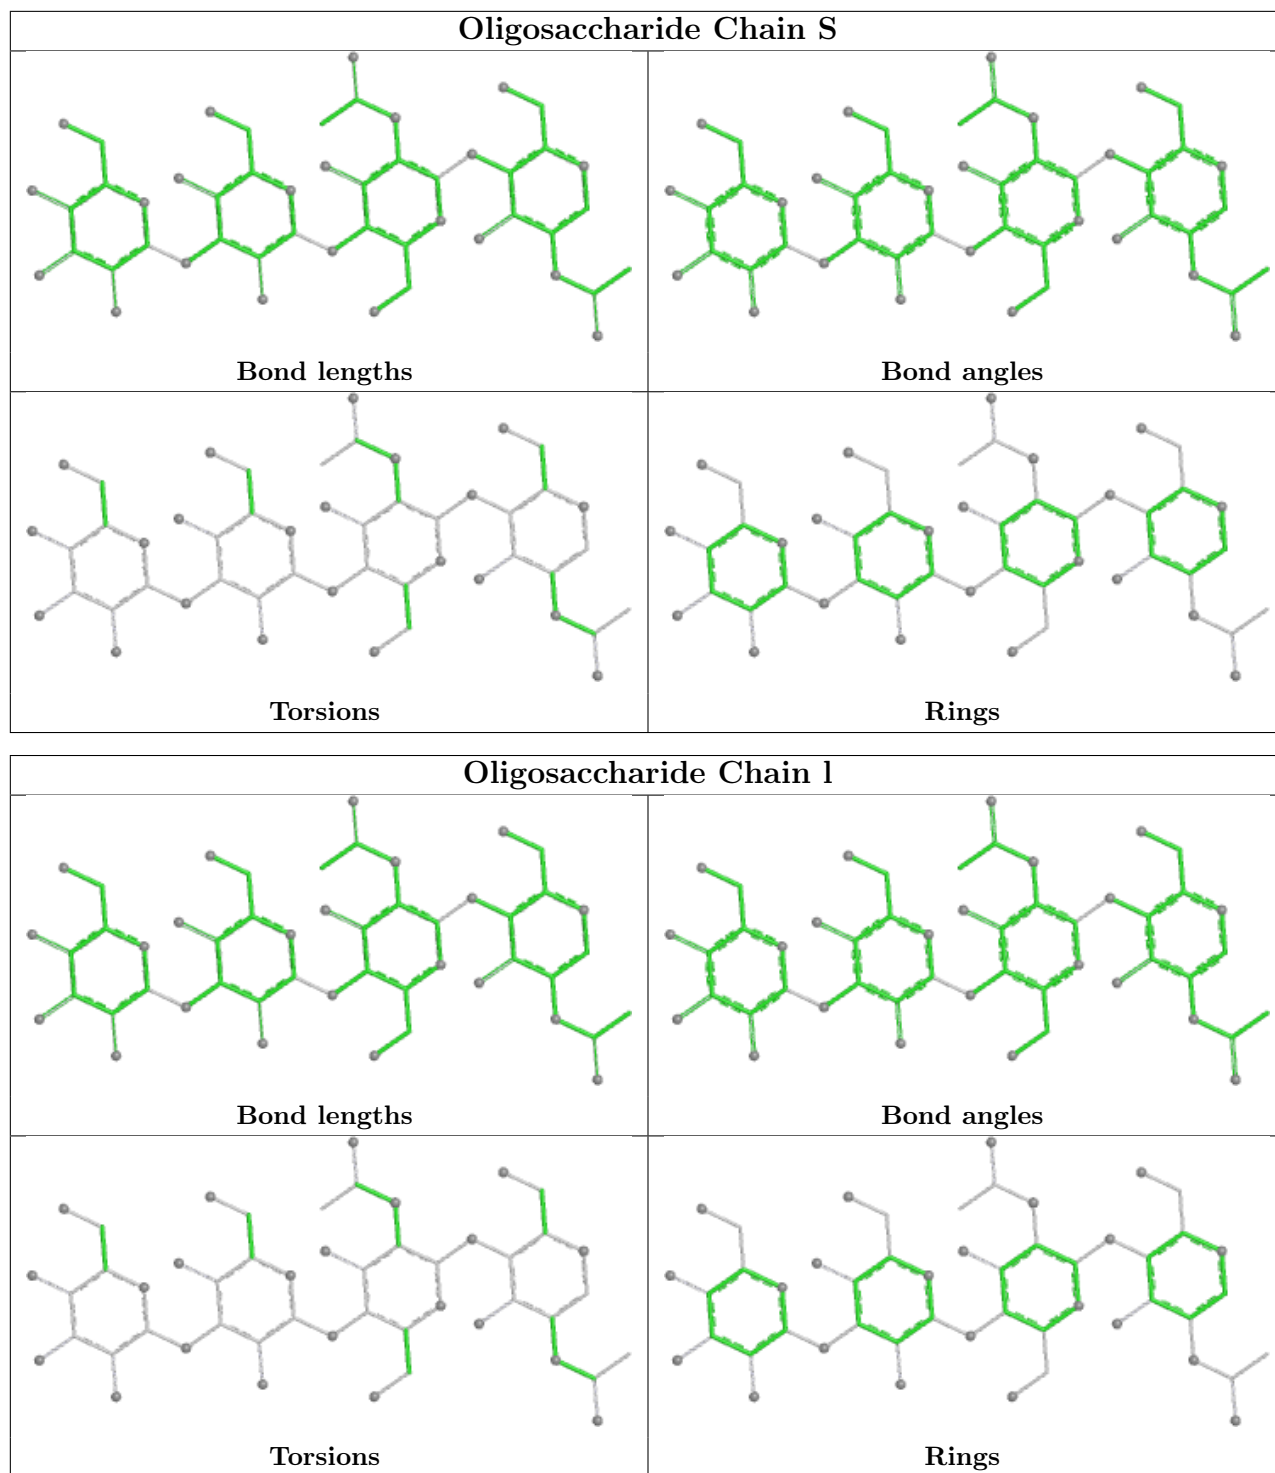 Oligosaccharide Chain S
Bond lengths
Bond angles
Torsions
Rings
Oligosaccharide Chain l
Bond lengths
Bond angles
Torsions
Rings